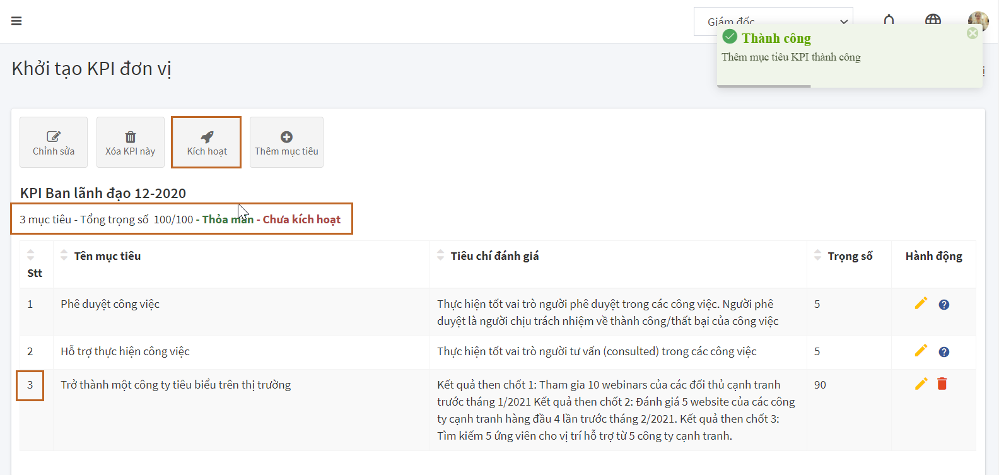 Giám đốc
Thành công
Thêm mục tiêu KPI thành công
Khởi tạo KPI đơn vị
Chỉnh sửa
Xóa KPI này
Kích hoạt
Thêm mục tiêu
KPI Ban lãnh đạo 12-2020
3 mục tiêu - Tổng trọng số 100/100 - Thỏa mãn - Chưa kích hoạt
Stt
Tên mục tiêu
Tiêu chí đánh giá
Trọng số
Hành động
1
Phê duyệt công việc
Thực hiện tốt vai trò người phê duyệt trong các công việc. Người phê
duyệt là người chịu trách nhiệm về thành công/thất bại của công việc
5
2
Hỗ trợ thực hiện công việc
Thực hiện tốt vai trò người tư vấn (consulted) trong các công việc
5
3
Trở thành một công ty tiêu biểu trên thị trường
Kết quả then chốt 1: Tham gia 10 webinars của các đối thủ cạnh tranh
trước tháng 1/2021 Kết quả then chốt 2: Đánh giá 5 website của các công
ty cạnh tranh hàng đầu 4 lần trước tháng 2/2021. Kết quả then chốt 3:
Tìm kiếm 5 ứng viên cho vị trí hỗ trợ từ 5 công ty cạnh tranh.
90